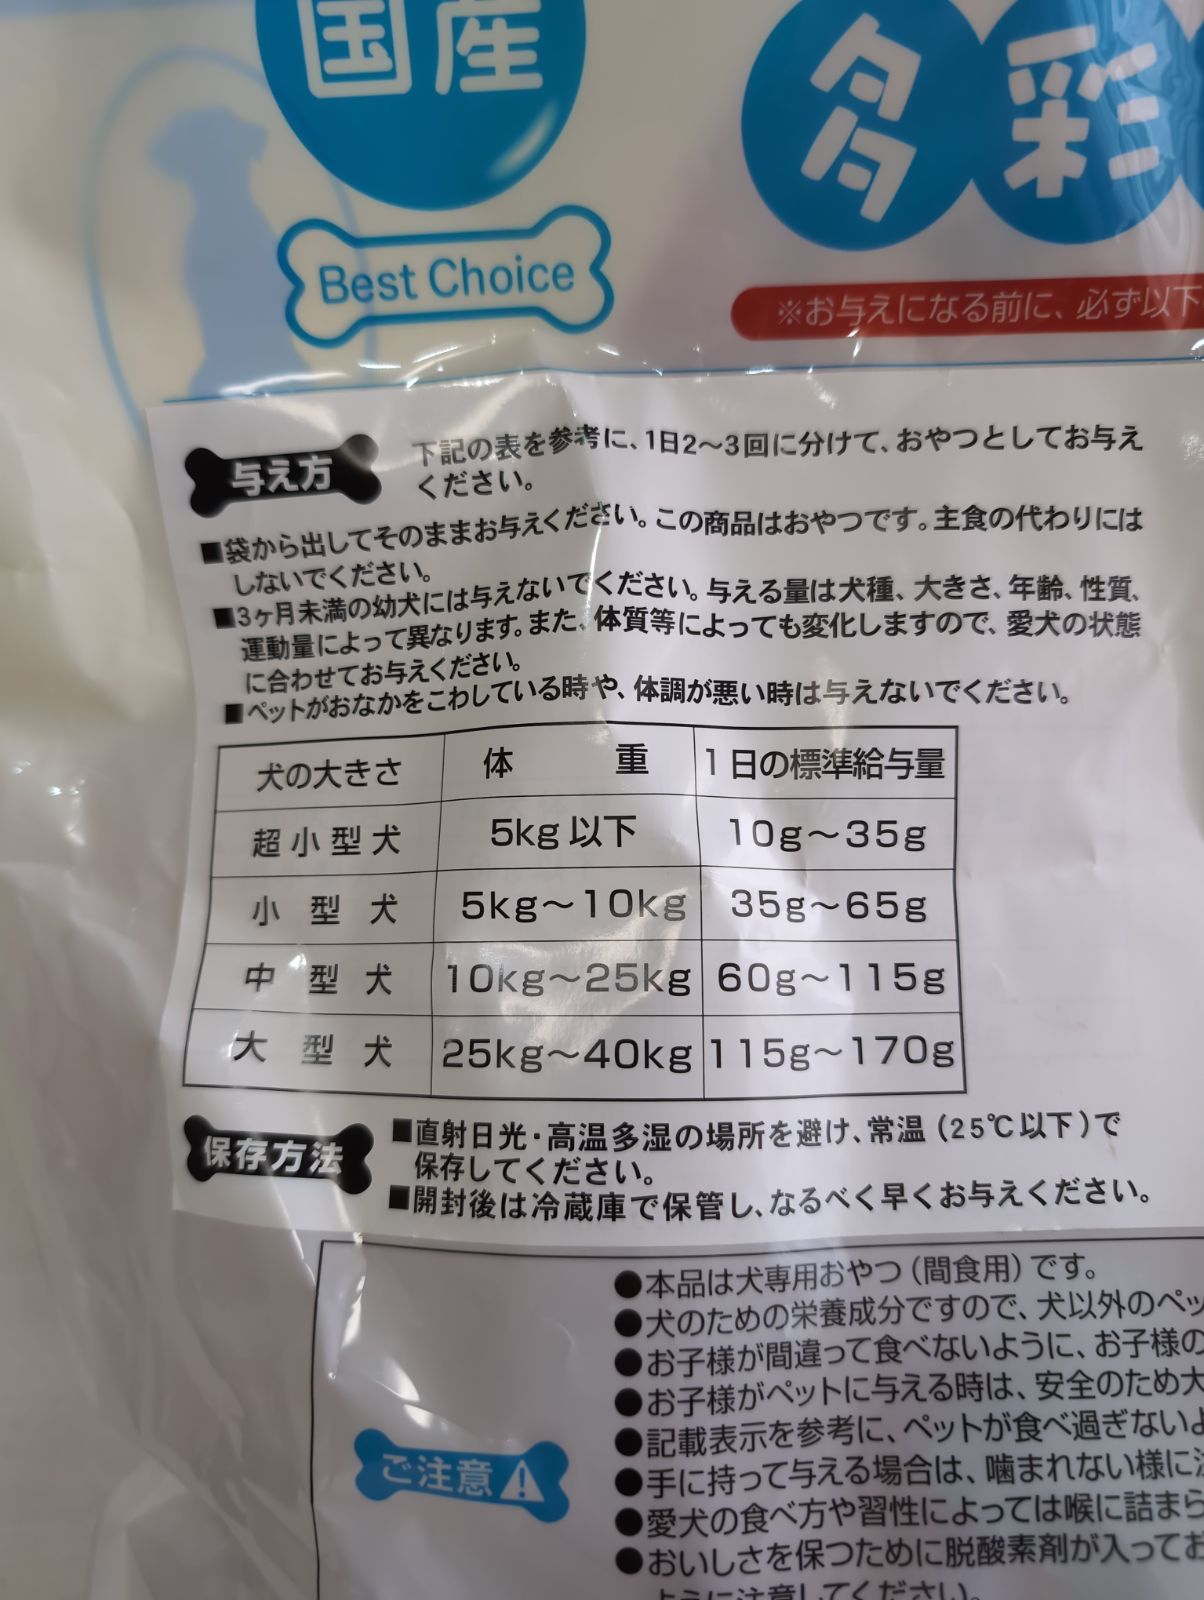 国産
多彩
Best Choice
※お与えになる前に、必ず以下
与え方
下記の表を参考に、1日2〜3回に分けて、おやつとしてお与え
ください。
■袋から出してそのままお与えください。この商品はおやつです。主食の代わりには
しないでください。
■3ヶ月未満の幼犬には与えないでください。与える量は犬種、大きさ、年齢、性質、
運動量によって異なります。また、体質等によっても変化しますので、愛犬の状態
に合わせてお与えください。
■ペットがおなかをこわしている時や、体調が悪い時は与えないでください。
犬の大きさ 体重 1日の標準給与量
超小型犬 5kg以下 10g〜35g
小型犬 5kg〜10kg 35g〜65g
中型犬 10kg〜25kg 60g〜115g
大型犬 25kg〜40kg 115g〜170g
保存方法
■直射日光・高温多湿の場所を避け、常温(25℃以下)で
保存してください。
■開封後は冷蔵庫で保管し、なるべく早くお与えください。
ご注意
●本品は犬専用おやつ(間食用)です。
●犬のための栄養成分ですので、犬以外のペッ
●お子様が間違って食べないように、お子様の
●お子様がペットに与える時は、安全のため大
●記載表示を参考に、ペットが食べ過ぎないよ
●手に持って与える場合は、噛まれない様に注
●愛犬の食べ方や習性によっては喉に詰まら
●おいしさを保つために脱酸素剤が入ってお
ように注意してください。